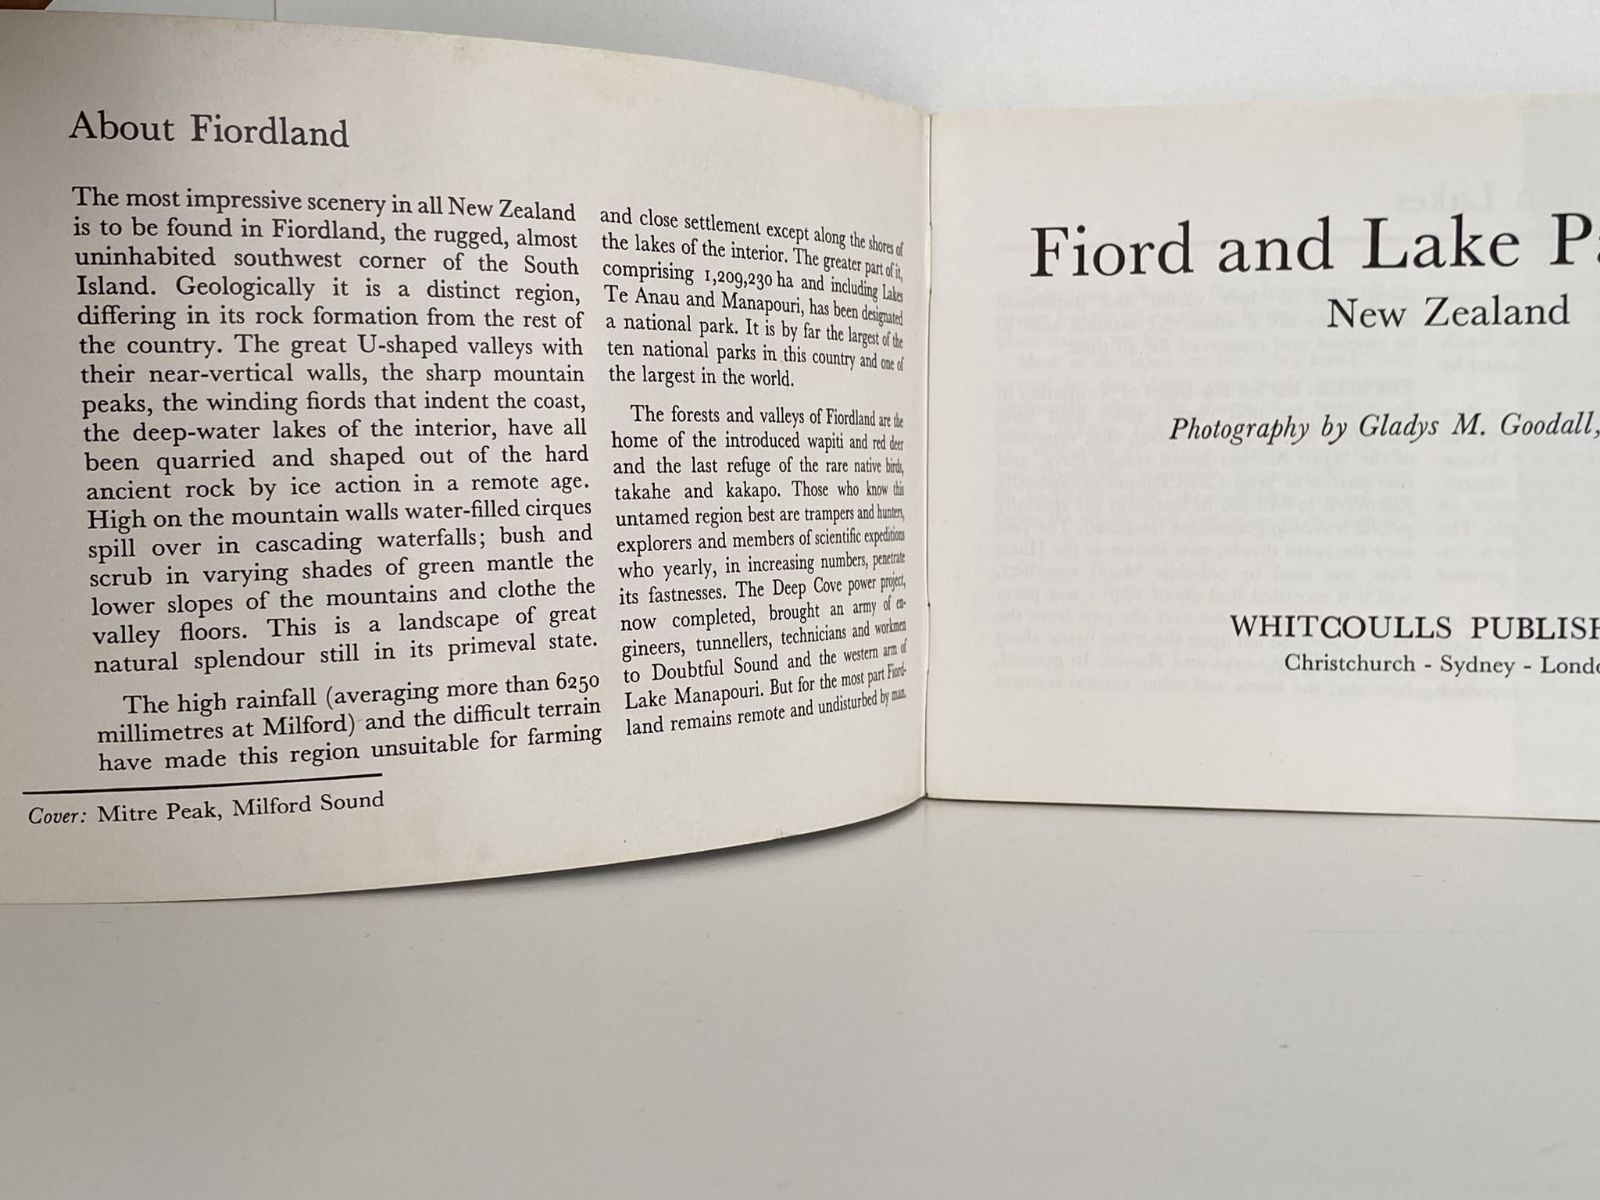 About Fiordland
The most impressive scenery in all New Zealand
is to be found in Fiordland, the rugged, almost
uninhabited southwest corner of the South
Island. Geologically it is a distinct region,
differing in its rock formation from the rest of
the country. The great U-shaped valleys with
their near-vertical walls, the sharp mountain
peaks, the winding fiords that indent the coast,
the deep-water lakes of the interior, have all
been quarried and shaped out of the hard
ancient rock by ice action in a remote age.
High on the mountain walls water-filled cirques
spill over in cascading waterfalls; bush and
scrub in varying shades of green mantle the
lower slopes of the mountains and clothe the
valley floors. This is a landscape of great
natural splendour still in its primeval state.
The high rainfall (averaging more than 6250
millimetres at Milford) and the difficult terrain
have made this region unsuitable for farming
Cover: Mitre Peak, Milford Sound
and close settlement except along the shores of
the lakes of the interior. The greater part of it,
comprising 1,209,230 ha and including Lakes
Te Anau and Manapouri, has been designated
a national park. It is by far the largest of the
ten national parks in this country and one of
the largest in the world.
The forests and valleys of Fiordland are the
home of the introduced wapiti and red deer
and the last refuge of the rare native birds,
takahe and kakapo. Those who know this
untamed region best are trampers and hunters,
explorers and members of scientific expeditions
who yearly, in increasing numbers, penetrate
its fastnesses. The Deep Cove power project,
now completed, brought an army of en-
gineers, tunnellers, technicians and workmen
to Doubtful Sound and the western arm of
Lake Manapouri. But for the most part Fiord-
land remains remote and undisturbed by man.
Fiord and Lake
New Zealand
Photography by Gladys M. Goodall,
WHITCOULLS
Christchurch - Sydney -